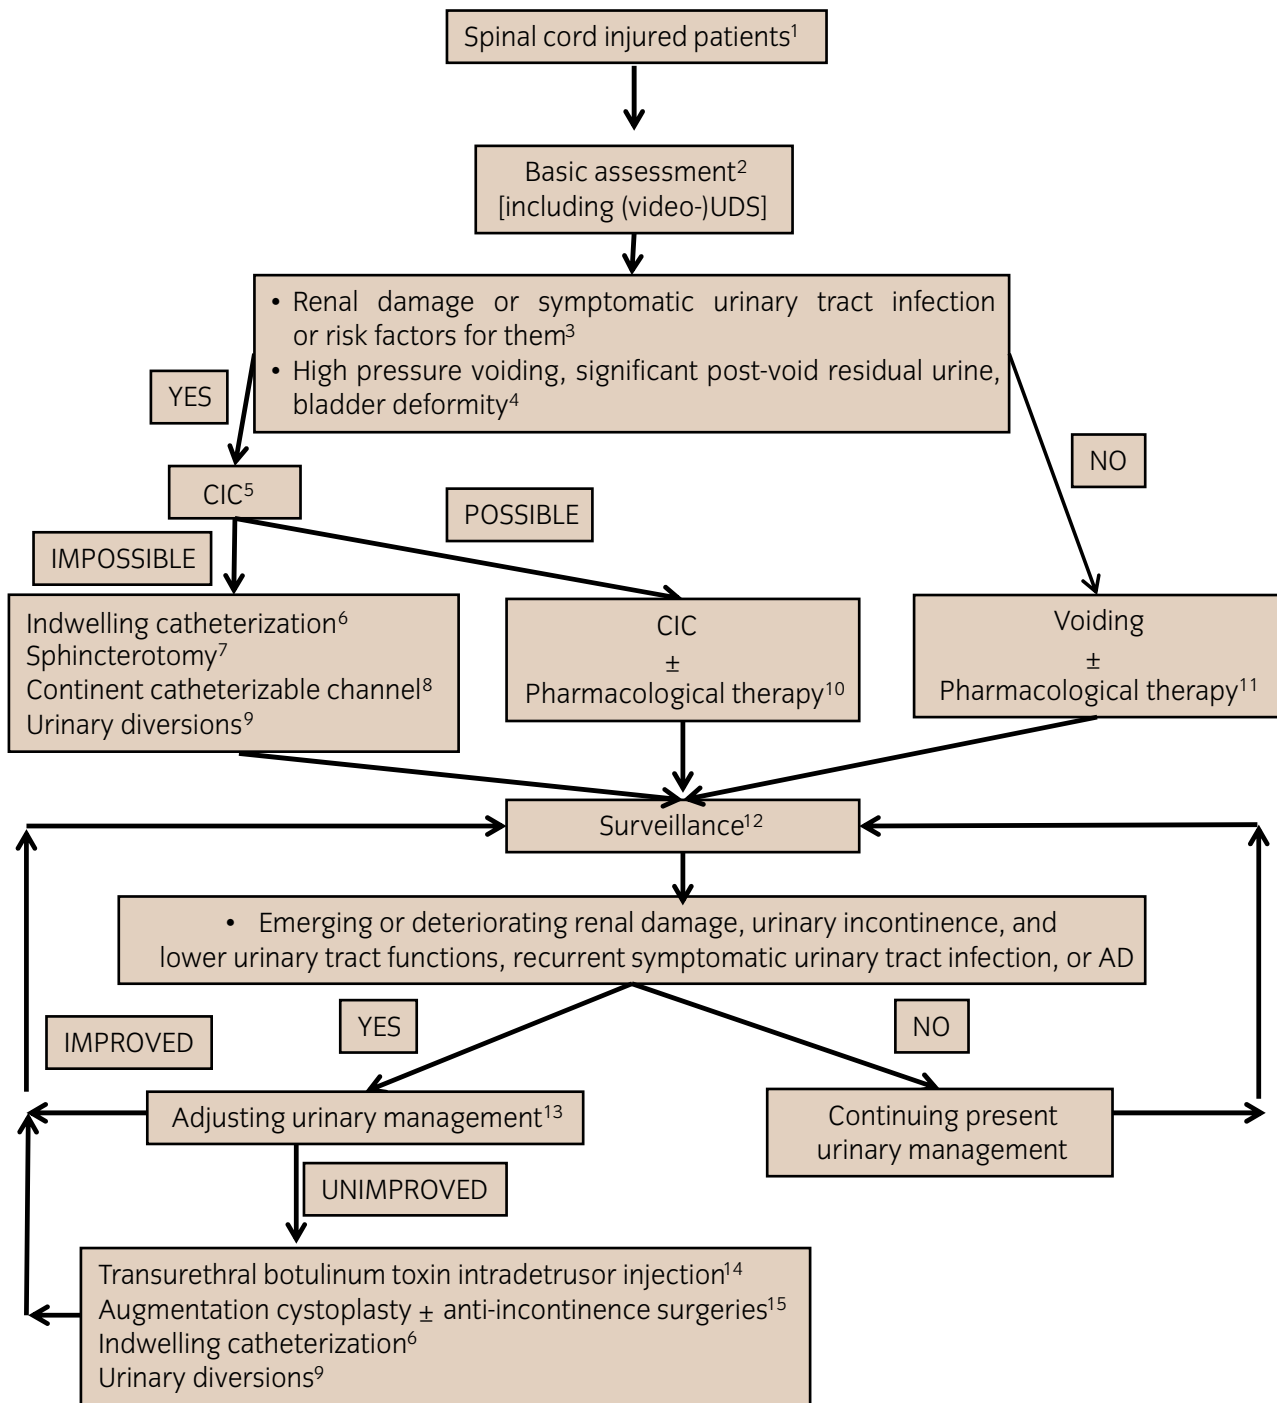 Spinal cord injured patients¹
Basic assessment²
[including (video-)UDS]
• Renal damage or symptomatic urinary tract infection
or risk factors for them³
• High pressure voiding, significant post-void residual urine,
bladder deformity⁴
YES
NO
CIC⁵
POSSIBLE
IMPOSSIBLE
Indwelling catheterization⁶
Sphincterotomy⁷
Continent catheterizable channel⁸
Urinary diversions⁹
CIC
±
Pharmacological therapy¹⁰
Voiding
±
Pharmacological therapy¹¹
Surveillance¹²
• Emerging or deteriorating renal damage, urinary incontinence, and
lower urinary tract functions, recurrent symptomatic urinary tract infection, or AD
YES
NO
IMPROVED
Adjusting urinary management¹³
Continuing present
urinary management
UNIMPROVED
Transurethral botulinum toxin intradetrusor injection¹⁴
Augmentation cystoplasty ± anti-incontinence surgeries¹⁵
Indwelling catheterization⁶
Urinary diversions⁹